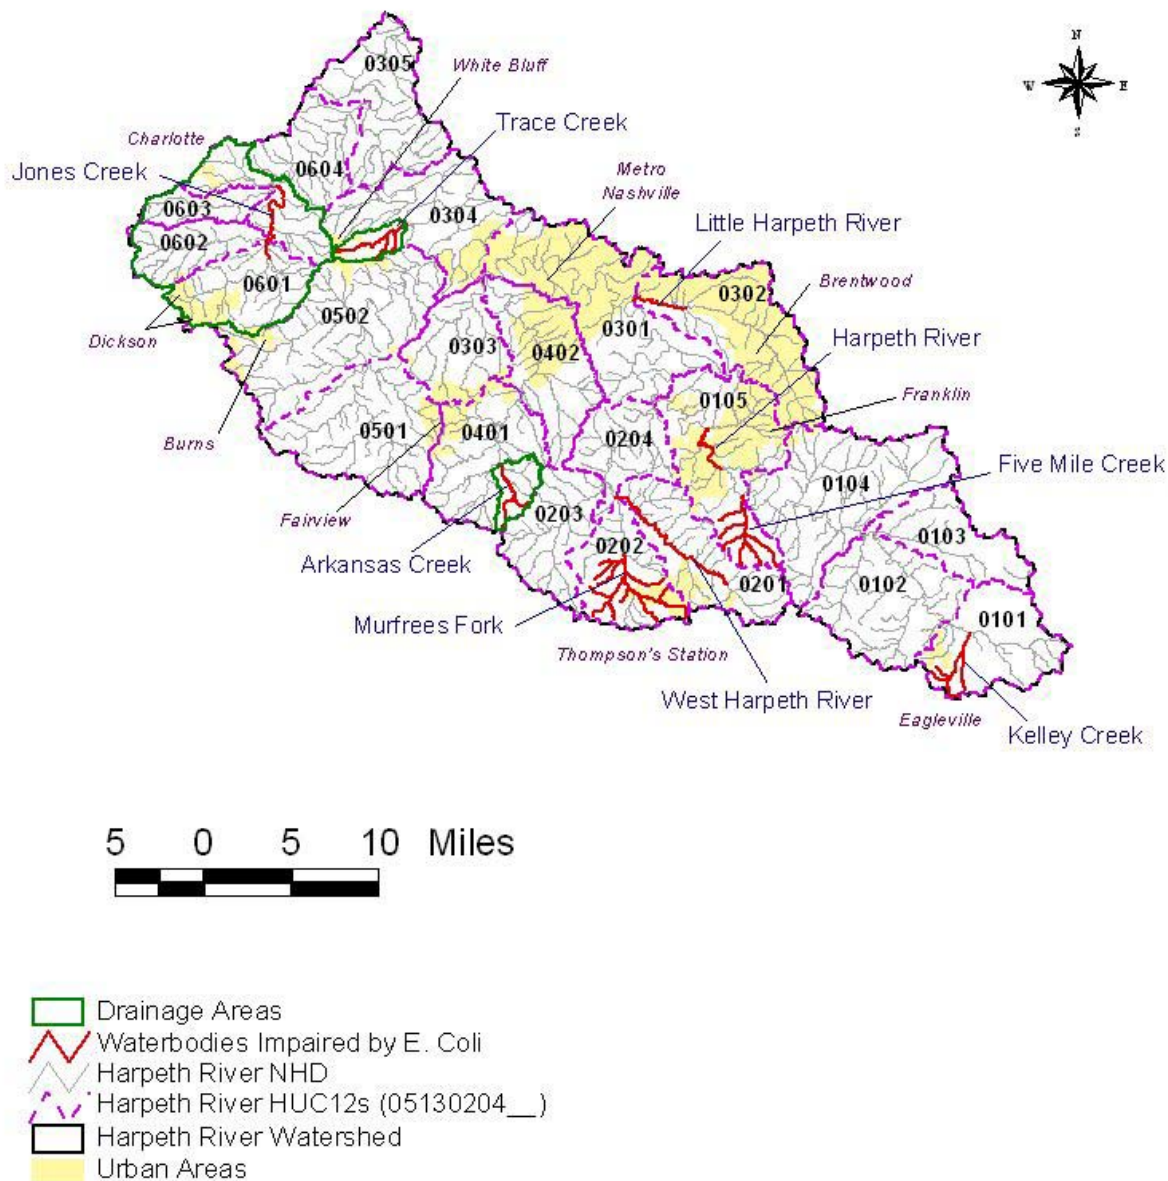 N
W E
S
0305
White Bluff
Trace Creek
Charlotte
Jones Creek
0604
Metro
Nashville
0603
0304
Little Harpeth River
0602
0601
0302
Brentwood
0502
0301
Harpeth River
Dickson
0303
0402
0105
Franklin
Burns
0501
0401
0204
Five Mile Creek
0104
Fairview
0203
0103
Arkansas Creek
0202
0201
0102
0101
Murfrees Fork
Thompson's Station
West Harpeth River
Eagleville
Kelley Creek
5 0 5 10 Miles
Drainage Areas
Waterbodies Impaired by E. Coli
Harpeth River NHD
Harpeth River HUC12s (05130204__)
Harpeth River Watershed
Urban Areas